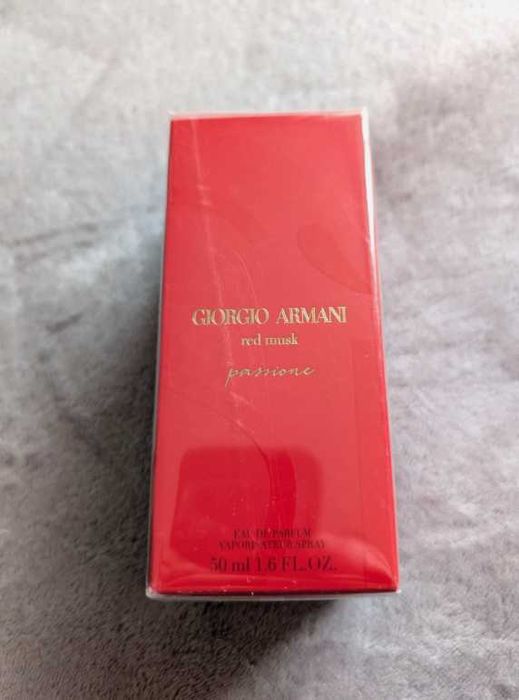 GIORGIO ARMANI
red musk
passione
EAU DE PARFUM
VAPORISATEUR SPRAY
50 ml 1.6 FL.OZ.